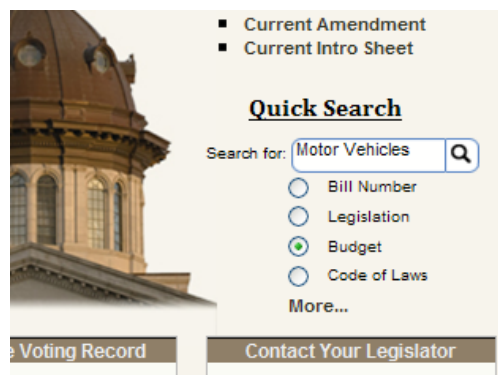 Current Amendment
Current Intro Sheet
Quick Search
Search for: Motor Vehicles
Bill Number
Legislation
Budget
Code of Laws
More...
Voting Record
Contact Your Legislator